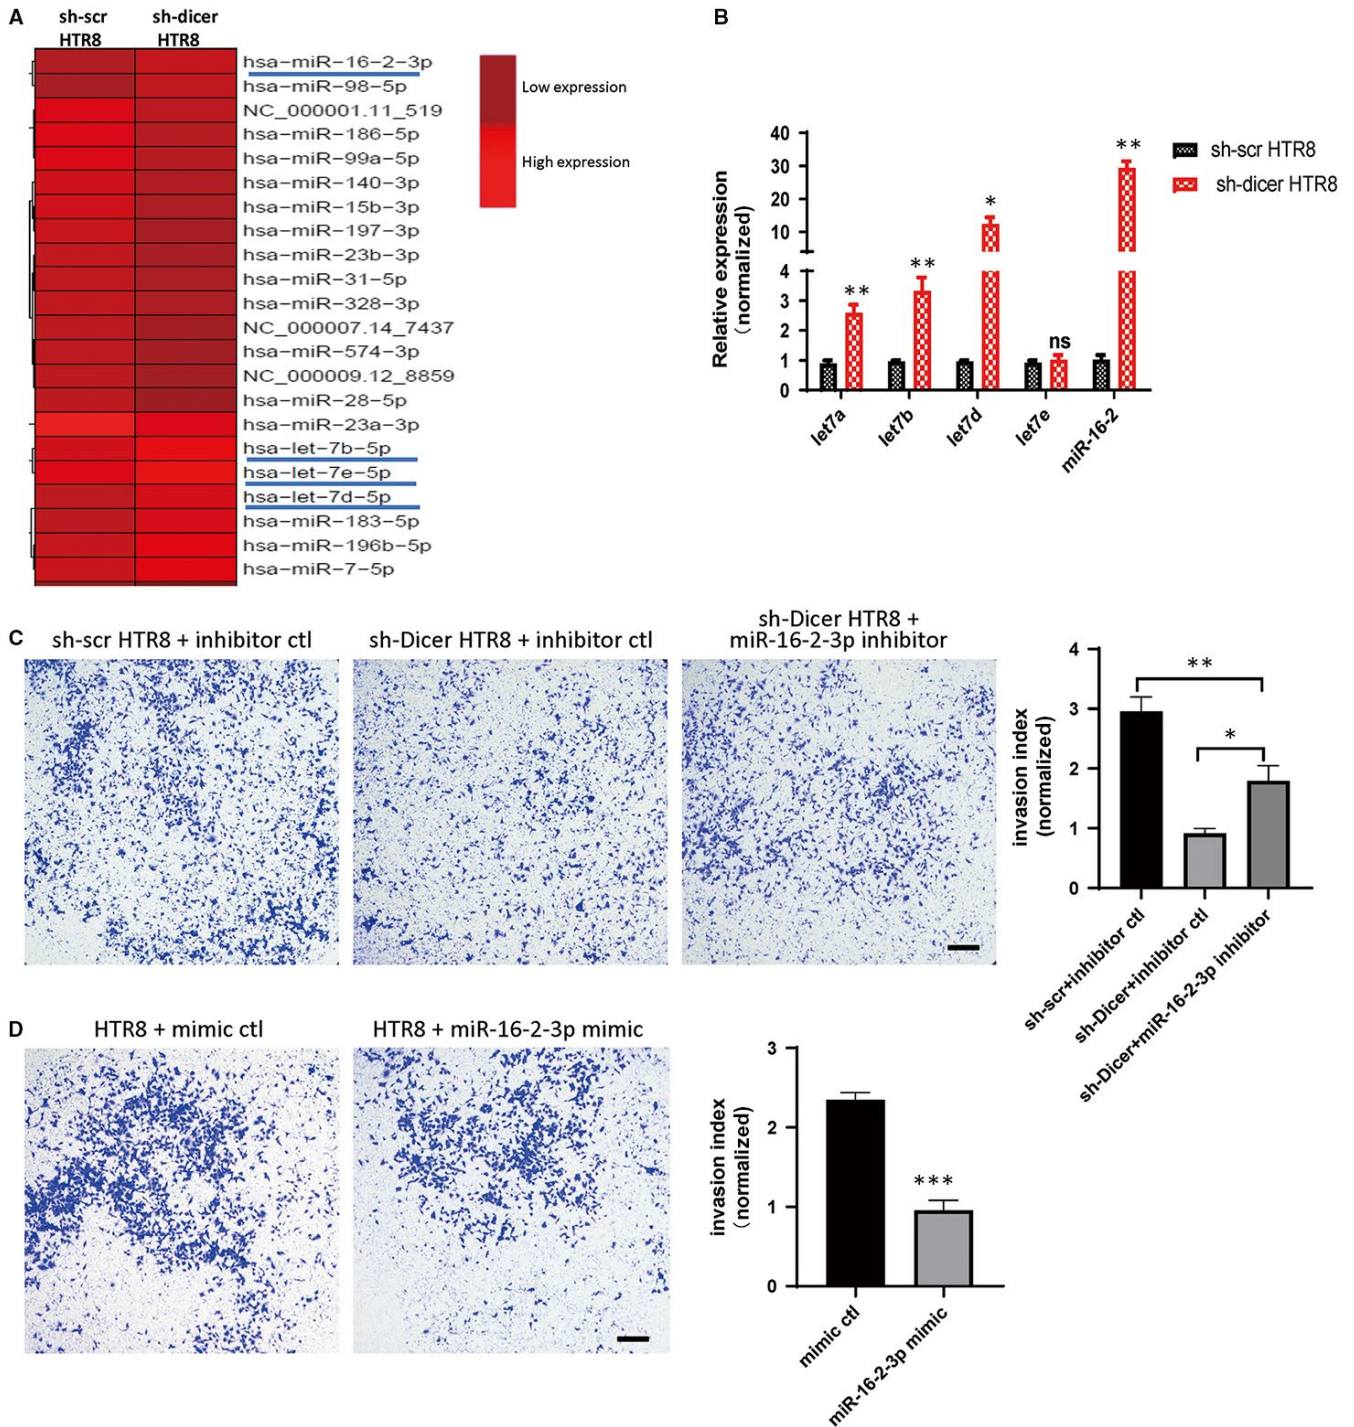 A
sh-scr HTR8
sh-dicer HTR8
hsa-miR-16-2-3p
hsa-miR-98-5p
NC_000001.11_519
hsa-miR-186-5p
hsa-miR-99a-5p
hsa-miR-140-3p
hsa-miR-15b-3p
hsa-miR-197-3p
hsa-miR-23b-3p
hsa-miR-31-5p
hsa-miR-328-3p
NC_000007.14_7437
hsa-miR-574-3p
NC_000009.12_8859
hsa-miR-28-5p
hsa-miR-23a-3p
hsa-let-7b-5p
hsa-let-7e-5p
hsa-let-7d-5p
hsa-miR-183-5p
hsa-miR-196b-5p
hsa-miR-7-5p
Low expression
High expression
B
Relative expression
(normalized)
40
30
20
10
4
3
2
1
0
**
**
*
ns
**
let7a
let7b
let7d
let7e
miR-16-2
sh-scr HTR8
sh-dicer HTR8
C
sh-scr HTR8 + inhibitor ctl
sh-Dicer HTR8 + inhibitor ctl
sh-Dicer HTR8 +
miR-16-2-3p inhibitor
invasion index
(normalized)
4
3
2
1
0
**
*
sh-scr+inhibitor ctl
sh-Dicer+inhibitor ctl
sh-Dicer+miR-16-2-3p inhibitor
D
HTR8 + mimic ctl
HTR8 + miR-16-2-3p mimic
invasion index
(normalized)
3
2
1
0
***
mimic ctl
miR-16-2-3p mimic